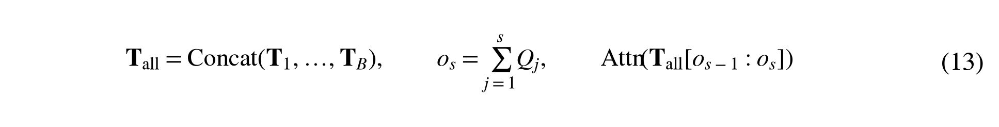 𝐓_all = Concat(𝐓_1, …, 𝐓_B), o_s = ∑_{j = 1}^{s} Q_j, Attn(𝐓_all[o_{s − 1} : o_s]) (13)